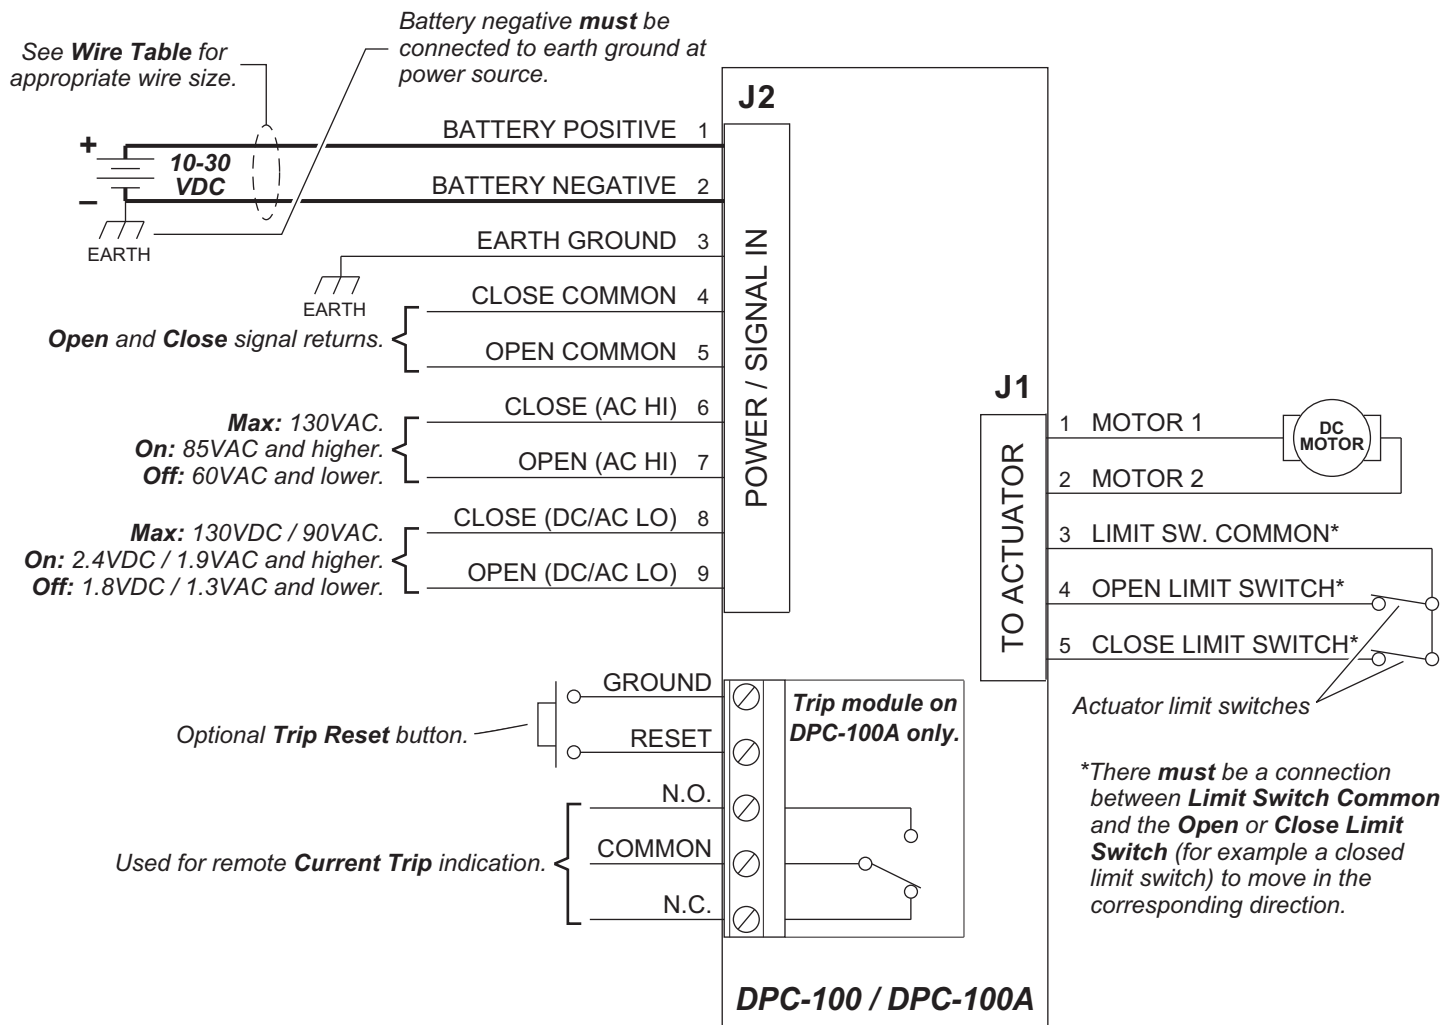 See Wire Table for
appropriate wire size.
Battery negative must be
connected to earth ground at
power source.
J2
+
10-30
VDC
–
EARTH
BATTERY POSITIVE 1
BATTERY NEGATIVE 2
EARTH GROUND 3
EARTH
CLOSE COMMON 4
Open and Close signal returns.
OPEN COMMON 5
CLOSE (AC HI) 6
Max: 130VAC.
On: 85VAC and higher.
Off: 60VAC and lower.
OPEN (AC HI) 7
CLOSE (DC/AC LO) 8
Max: 130VDC / 90VAC.
On: 2.4VDC / 1.9VAC and higher.
Off: 1.8VDC / 1.3VAC and lower.
OPEN (DC/AC LO) 9
POWER / SIGNAL IN
J1
TO ACTUATOR
1 MOTOR 1
DC
MOTOR
2 MOTOR 2
3 LIMIT SW. COMMON*
4 OPEN LIMIT SWITCH*
5 CLOSE LIMIT SWITCH*
Actuator limit switches
*There must be a connection
between Limit Switch Common
and the Open or Close Limit
Switch (for example a closed
limit switch) to move in the
corresponding direction.
GROUND
Optional Trip Reset button.
RESET
Trip module on
DPC-100A only.
N.O.
COMMON
Used for remote Current Trip indication.
N.C.
DPC-100 / DPC-100A